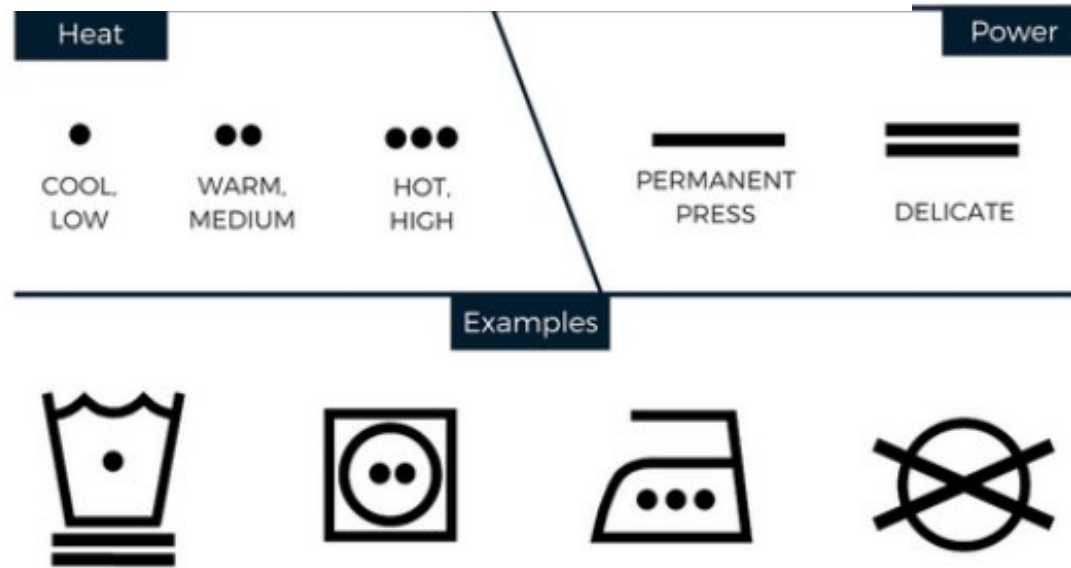 Heat
Power
COOL,
LOW
WARM,
MEDIUM
HOT,
HIGH
PERMANENT
PRESS
DELICATE
Examples